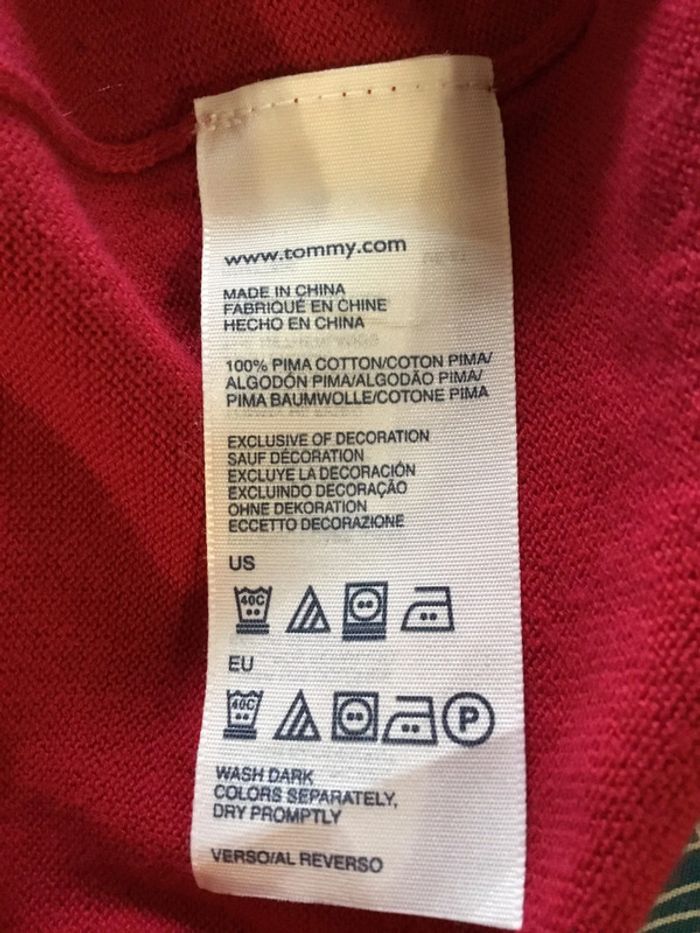 www.tommy.com
MADE IN CHINA
FABRIQUÉ EN CHINE
HECHO EN CHINA
100% PIMA COTTON/COTON PIMA/
ALGODÓN PIMA/ALGODÃO PIMA/
PIMA BAUMWOLLE/COTONE PIMA
EXCLUSIVE OF DECORATION
SAUF DÉCORATION
EXCLUYE LA DECORACIÓN
EXCLUINDO DECORAÇÃO
OHNE DEKORATION
ECCETTO DECORAZIONE
US
40C
EU
40C P
WASH DARK
COLORS SEPARATELY,
DRY PROMPTLY
VERSO/AL REVERSO